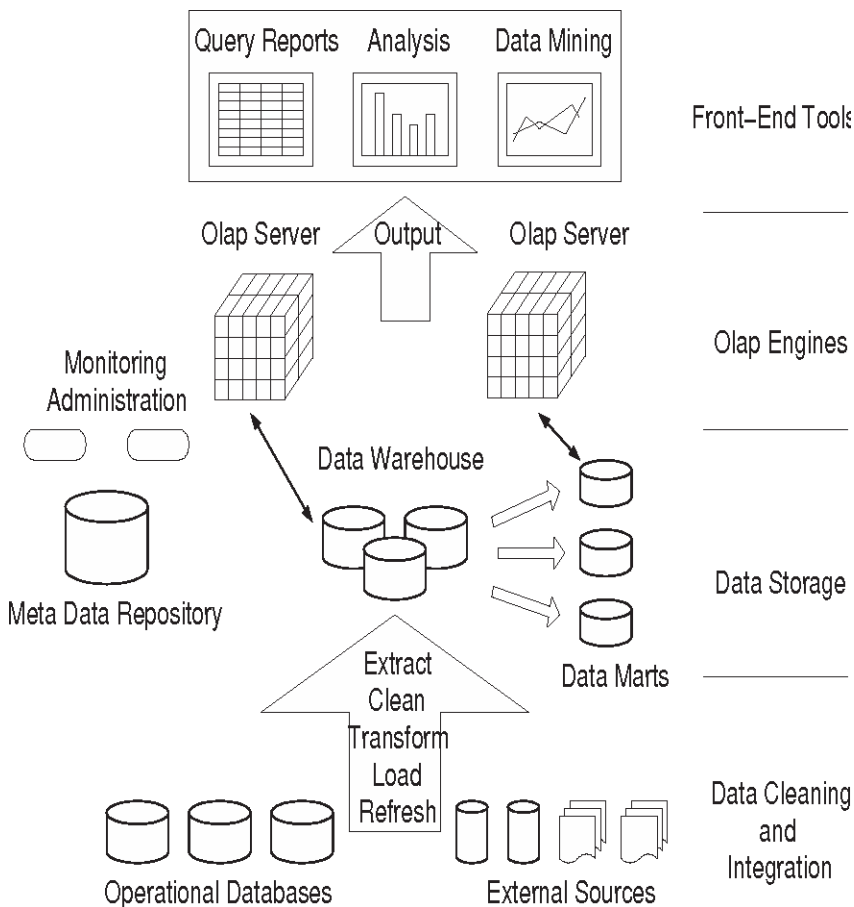 Query Reports
Analysis
Data Mining
Front–End Tools
Olap Server
Output
Olap Server
Olap Engines
Monitoring
Administration
Data Warehouse
Meta Data Repository
Data Storage
Data Marts
Extract
Clean
Transform
Load
Refresh
Data Cleaning
and
Integration
Operational Databases
External Sources